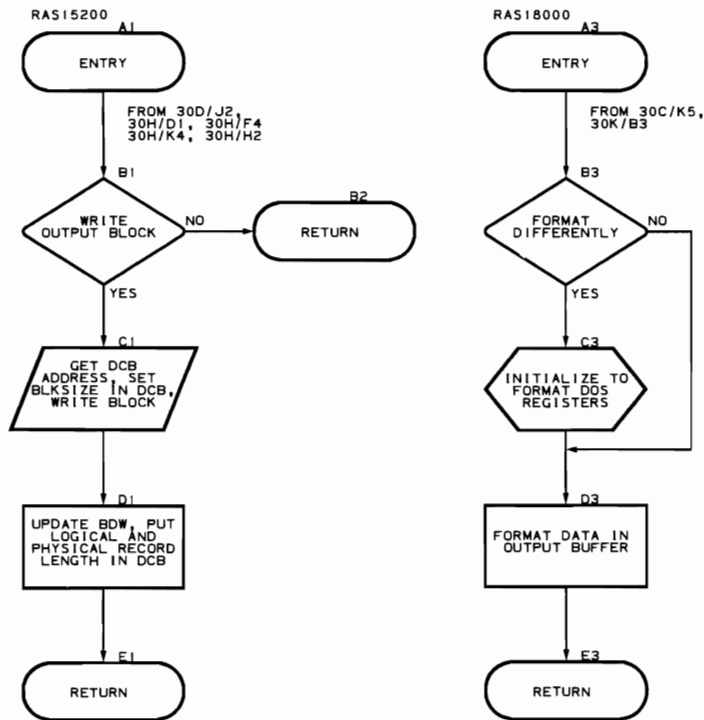 RAS15200
A1
ENTRY
FROM 30D/J2,
30H/D1, 30H/F4
30H/K4, 30H/H2
B1
WRITE
OUTPUT BLOCK
NO
B2
RETURN
YES
C1
GET DCB
ADDRESS, SET
BLKSIZE IN DCB,
WRITE BLOCK
D1
UPDATE BDW, PUT
LOGICAL AND
PHYSICAL RECORD
LENGTH IN DCB
E1
RETURN
RAS18000
A3
ENTRY
FROM 30C/K5,
30K/B3
B3
FORMAT
DIFFERENTLY
NO
YES
C3
INITIALIZE TO
FORMAT DOS
REGISTERS
D3
FORMAT DATA IN
OUTPUT BUFFER
E3
RETURN